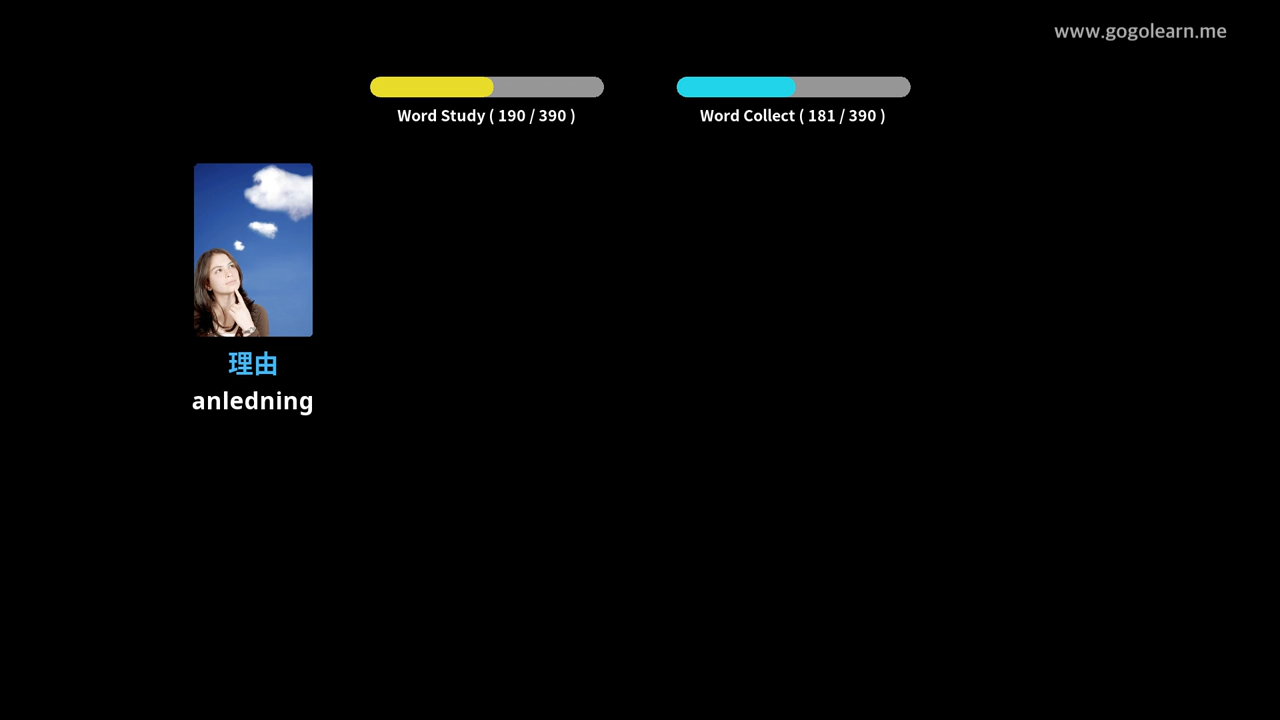 www.gogolearn.me
Word Study ( 190 / 390 )
Word Collect ( 181 / 390 )
理由
anledning